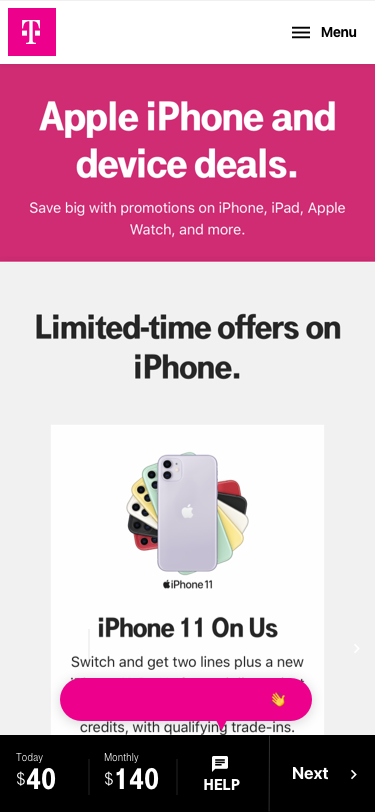 T
Menu
Apple iPhone and
device deals.
Save big with promotions on iPhone, iPad, Apple
Watch, and more.
Limited-time offers on
iPhone.
iPhone 11
iPhone 11 On Us
Switch and get two lines plus a new
credits, with qualifying trade-ins.
Today
$40
Monthly
$140
HELP
Next